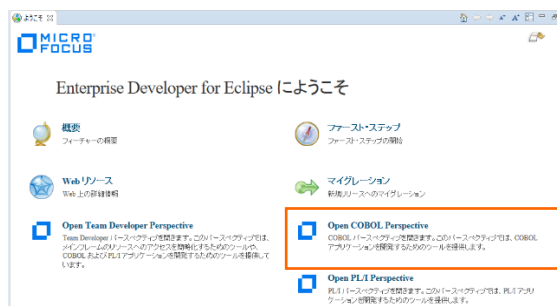 ようこそ
MICRO
FOCUS
Enterprise Developer for Eclipse にようこそ
概要
フィーチャーの概要
ファースト・ステップ
ファースト・ステップの開始
Web リソース
Web 上の詳細情報
マイグレーション
新規リリースへのマイグレーション
Open Team Developer Perspective
Team Developer パースペクティブを開きます。このパースペクティブでは、
メインフレームのリソースへのアクセスを簡略化するためのツールや、
COBOL および PL/I アプリケーションを開発するためのツールを提供して
います。
Open COBOL Perspective
COBOL パースペクティブを開きます。このパースペクティブでは、COBOL
アプリケーションを開発するためのツールを提供します。
Open PL/I Perspective
PL/I パースペクティブを開きます。このパースペクティブでは、PL/I アプリ
ケーションを開発するためのツールを提供します。